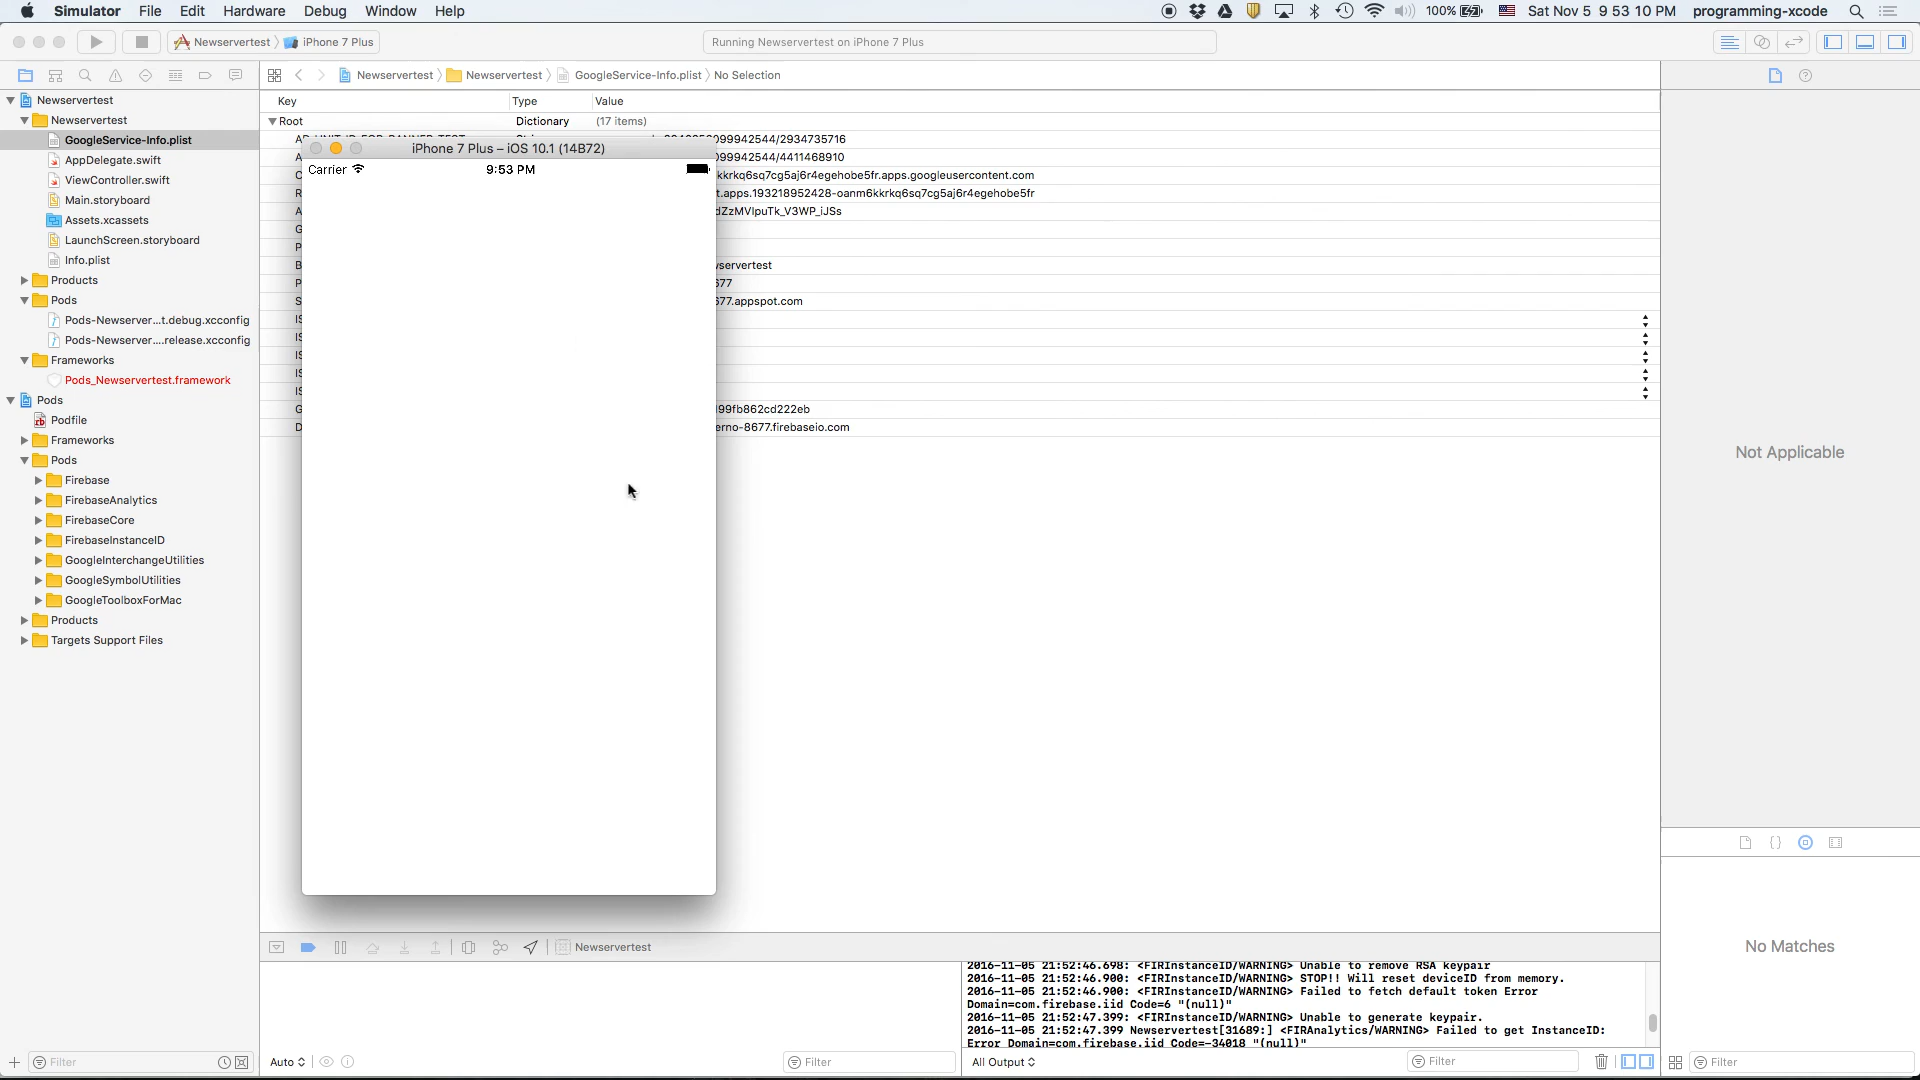 Simulator File Edit Hardware Debug Window Help
100% Sat Nov 5 9 53 10 PM programming-xcode
Newservertest iPhone 7 Plus
Running Newservertest on iPhone 7 Plus
Newservertest Newservertest GoogleService-Info.plist No Selection
Newservertest
Newservertest
GoogleService-Info.plist
AppDelegate.swift
ViewController.swift
Main.storyboard
Assets.xcassets
LaunchScreen.storyboard
Info.plist
Products
Pods
Pods-Newserver...t.debug.xcconfig
Pods-Newserver....release.xcconfig
Frameworks
Pods_Newservertest.framework
Pods
Podfile
Frameworks
Pods
Firebase
FirebaseAnalytics
FirebaseCore
FirebaseInstanceID
GoogleInterchangeUtilities
GoogleSymbolUtilities
GoogleToolboxForMac
Products
Targets Support Files
Filter
Key Type Value
Root Dictionary (17 items)
099942544/2934735716
099942544/4411468910
kkrkq6sq7cg5aj6r4egehobe5fr.apps.googleusercontent.com
t.apps.193218952428-oanm6kkrkq6sq7cg5aj6r4egehobe5fr
dZzMVlpuTk_V3WP_iJSs
servertest
677
677.appspot.com
199fb862cd222eb
erno-8677.firebaseio.com
iPhone 7 Plus – iOS 10.1 (14B72)
Carrier 9:53 PM
Not Applicable
No Matches
Newservertest
2016-11-05 21:52:46.698: <FIRInstanceID/WARNING> Unable to remove RSA keypair
2016-11-05 21:52:46.900: <FIRInstanceID/WARNING> STOP!! Will reset deviceID from memory.
2016-11-05 21:52:46.900: <FIRInstanceID/WARNING> Failed to fetch default token Error
Domain=com.firebase.iid Code=6 "(null)"
2016-11-05 21:52:47.399: <FIRInstanceID/WARNING> Unable to generate keypair.
2016-11-05 21:52:47.399 Newservertest[31689:] <FIRAnalytics/WARNING> Failed to get InstanceID:
Error Domain=com.firebase.iid Code=-34018 "(null)"
Auto Filter All Output Filter Filter